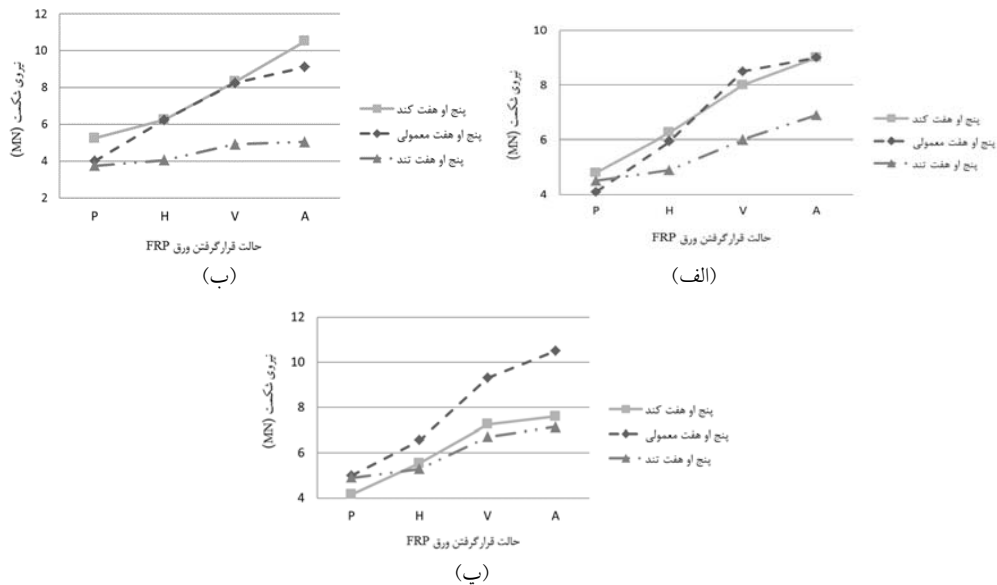 نیروی شکست (MN)
10
8
6
4
P H V A
حالت قرارگرفتن ورق FRP
پنج او هفت کند
پنج او هفت معمولی
پنج او هفت تند
(الف)
نیروی شکست (MN)
12
10
8
6
4
2
P H V A
حالت قرارگرفتن ورق FRP
پنج او هفت کند
پنج او هفت معمولی
پنج او هفت تند
(ب)
نیروی شکست (MN)
12
10
8
6
4
P H V A
حالت قرارگرفتن ورق FRP
پنج او هفت کند
پنج او هفت معمولی
پنج او هفت تند
(پ)